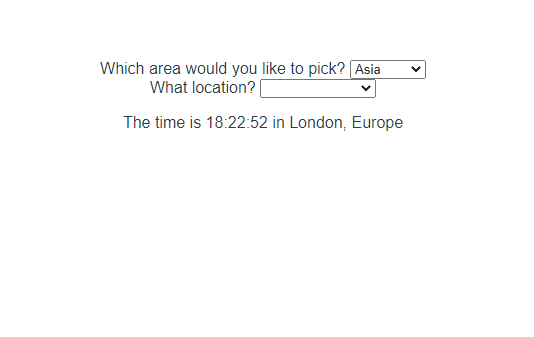 Which area would you like to pick? Asia
What location?
The time is 18:22:52 in London, Europe